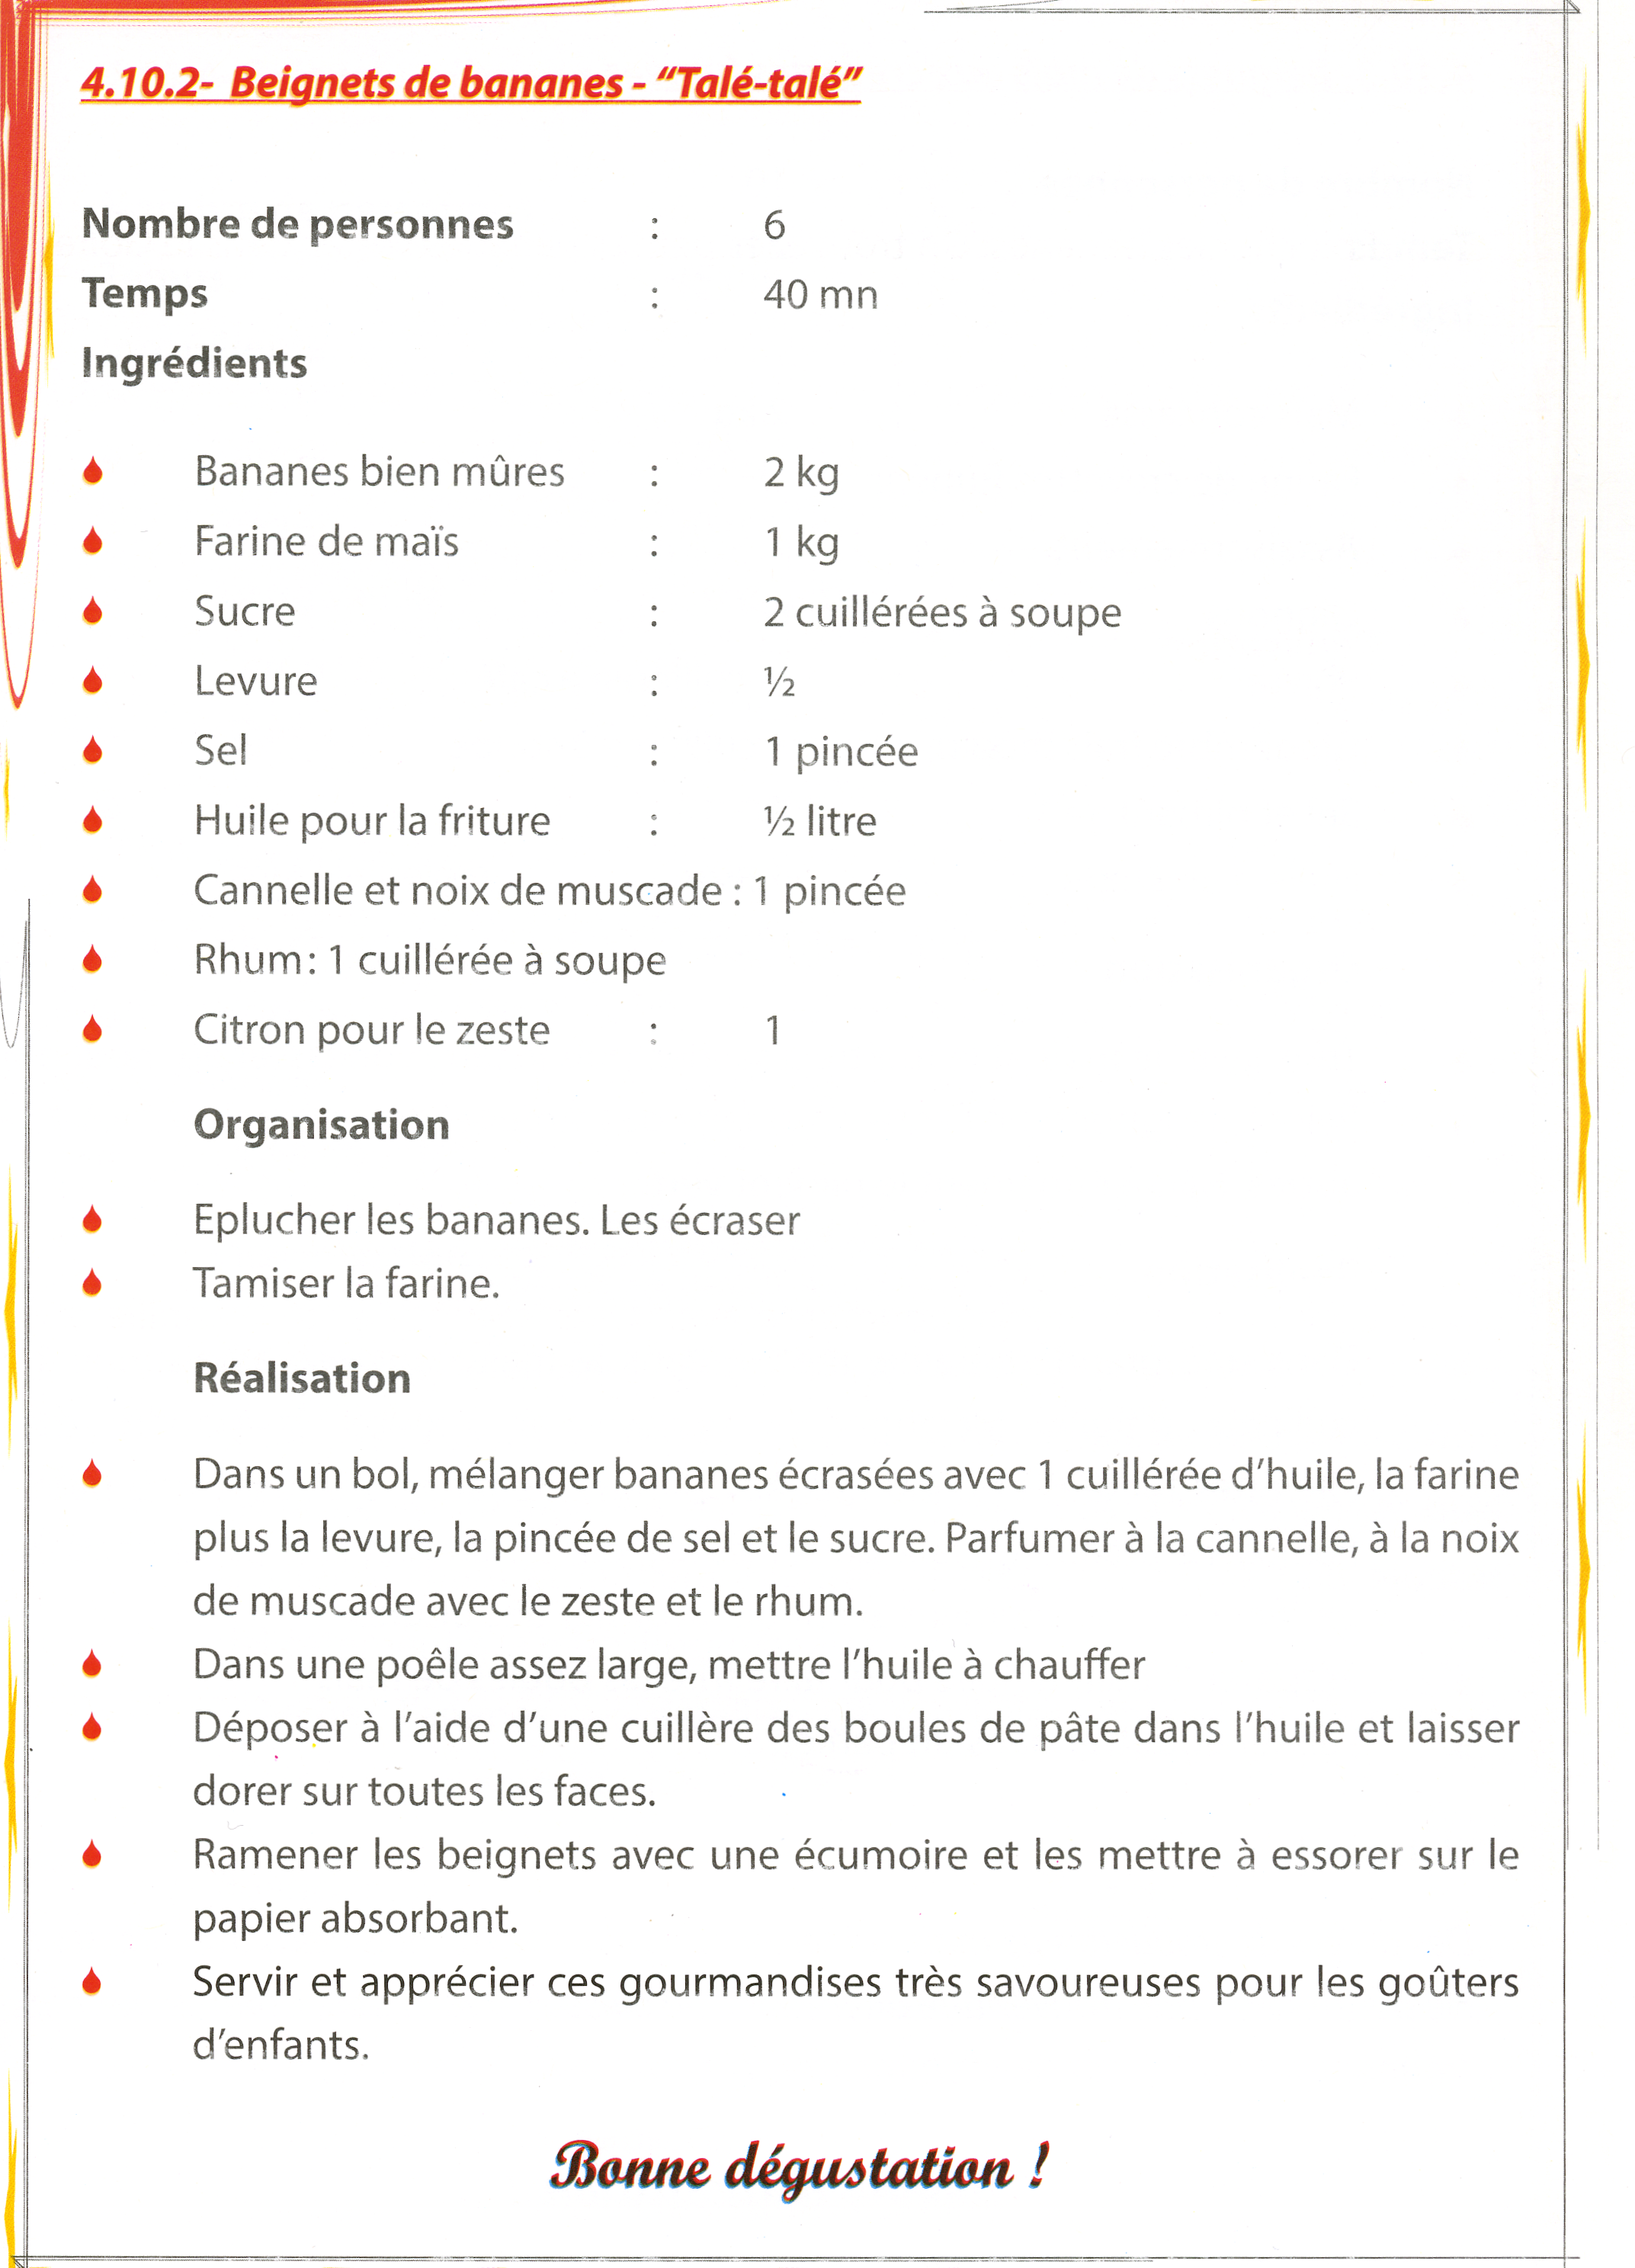 4.10.2- Beignets de bananes - “Talé-talé”
Nombre de personnes : 6
Temps : 40 mn
Ingrédients
Bananes bien mûres : 2 kg
Farine de maïs : 1 kg
Sucre : 2 cuillérées à soupe
Levure : ½
Sel : 1 pincée
Huile pour la friture : ½ litre
Cannelle et noix de muscade : 1 pincée
Rhum: 1 cuillérée à soupe
Citron pour le zeste : 1
Organisation
Eplucher les bananes. Les écraser
Tamiser la farine.
Réalisation
Dans un bol, mélanger bananes écrasées avec 1 cuillérée d’huile, la farine
plus la levure, la pincée de sel et le sucre. Parfumer à la cannelle, à la noix
de muscade avec le zeste et le rhum.
Dans une poêle assez large, mettre l’huile à chauffer
Déposer à l’aide d’une cuillère des boules de pâte dans l’huile et laisser
dorer sur toutes les faces.
Ramener les beignets avec une écumoire et les mettre à essorer sur le
papier absorbant.
Servir et apprécier ces gourmandises très savoureuses pour les goûters
d’enfants.
Bonne dégustation !